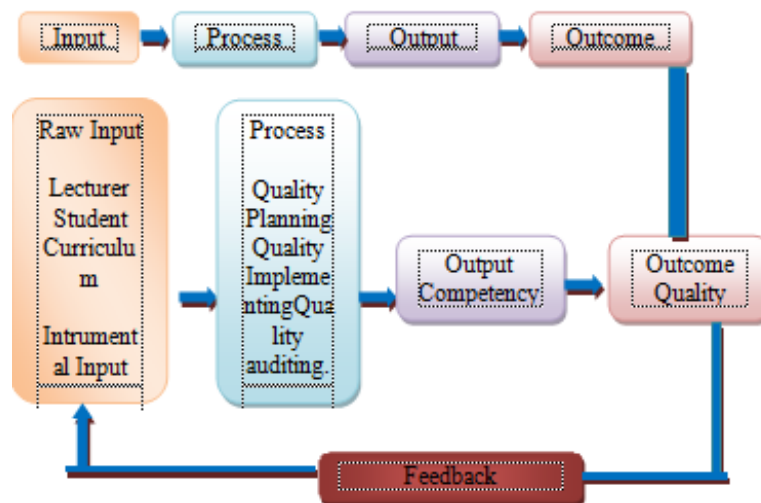 Input
Process
Output
Outcome
Raw Input
Lecturer
Student
Curriculu
m
Intrument
al Input
Process
Quality
Planning
Quality
Impleme
ntingQua
lity
auditing.
Output
Competency
Outcome
Quality
Feedback